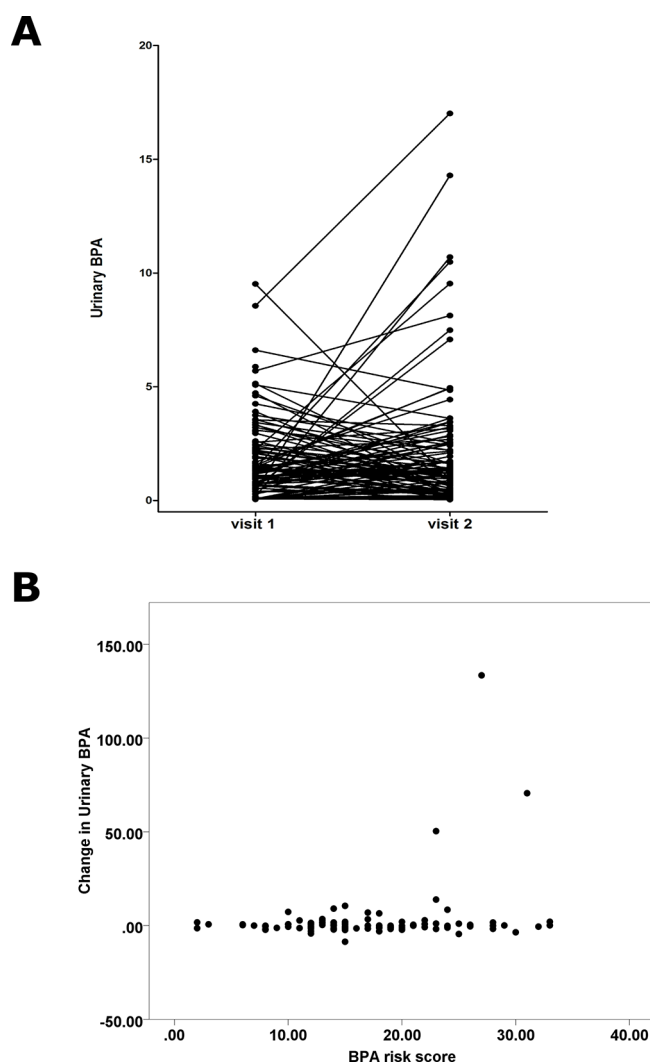 A
20
15
10
5
0
Urinary BPA
visit 1 visit 2
B
150.00
100.00
50.00
.00
-50.00
Change in Urinary BPA
.00 10.00 20.00 30.00 40.00
BPA risk score